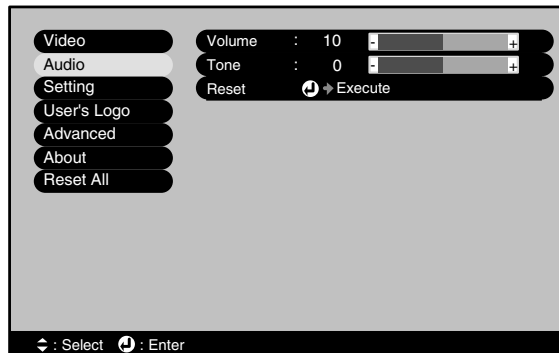 Video
Audio
Setting
User's Logo
Advanced
About
Reset All
Volume : 10 - +
Tone : 0 - +
Reset Execute
: Select : Enter